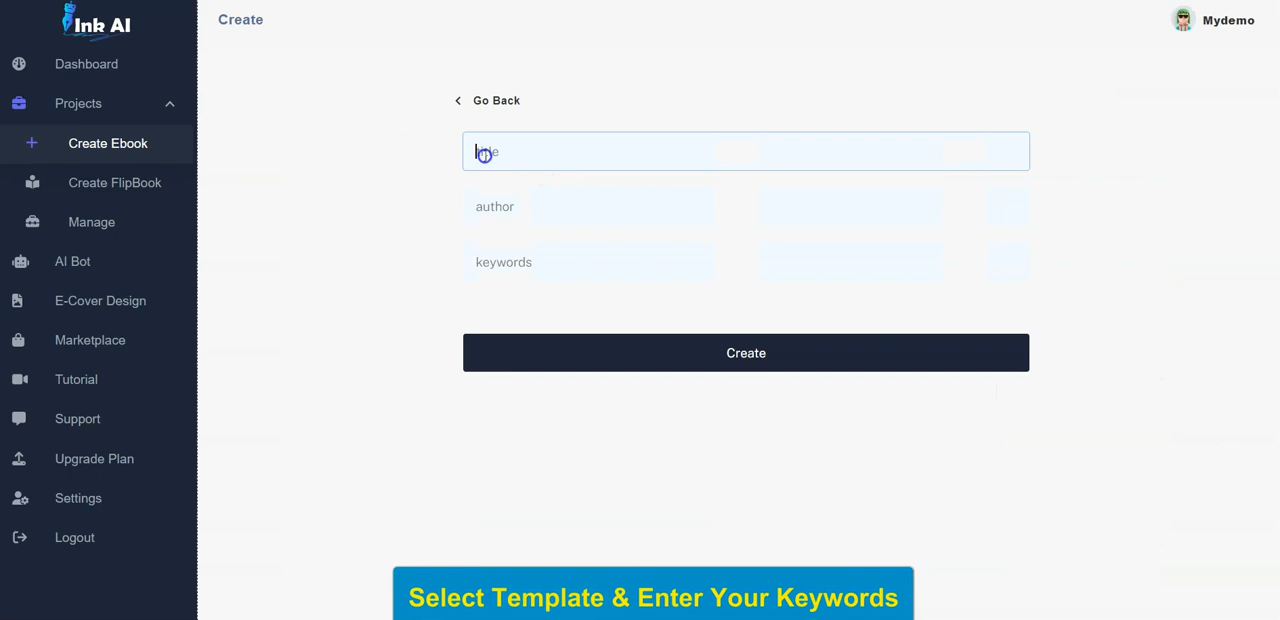 Ink AI
Create
Mydemo
Dashboard
Projects
Create Ebook
Create FlipBook
Manage
AI Bot
E-Cover Design
Marketplace
Tutorial
Support
Upgrade Plan
Settings
Logout
Go Back
title
author
keywords
Create
Select Template & Enter Your Keywords